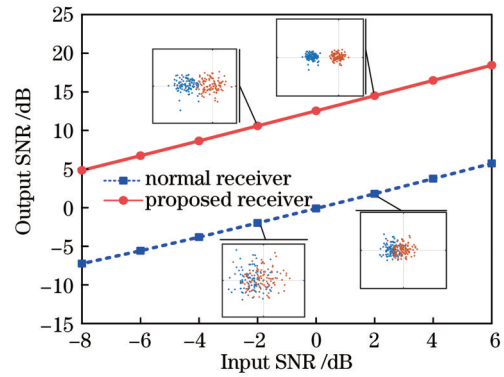 25
20
15
10
5
0
−5
−10
−15
Output SNR /dB
normal receiver
proposed receiver
−8 −6 −4 −2 0 2 4 6
Input SNR /dB